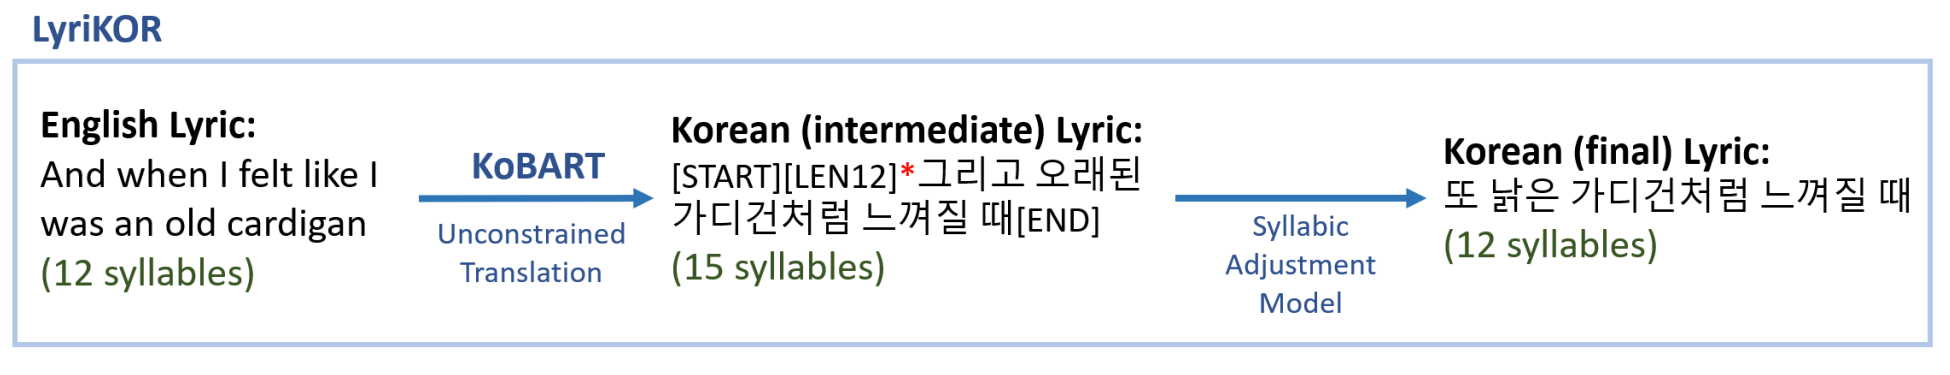 LyriKOR
English Lyric:
And when I felt like I
was an old cardigan
(12 syllables)
KoBART
Unconstrained
Translation
Korean (intermediate) Lyric:
[START][LEN12]*그리고 오래된
가디건처럼 느껴질 때[END]
(15 syllables)
Syllabic
Adjustment
Model
Korean (final) Lyric:
또 낡은 가디건처럼 느껴질 때
(12 syllables)